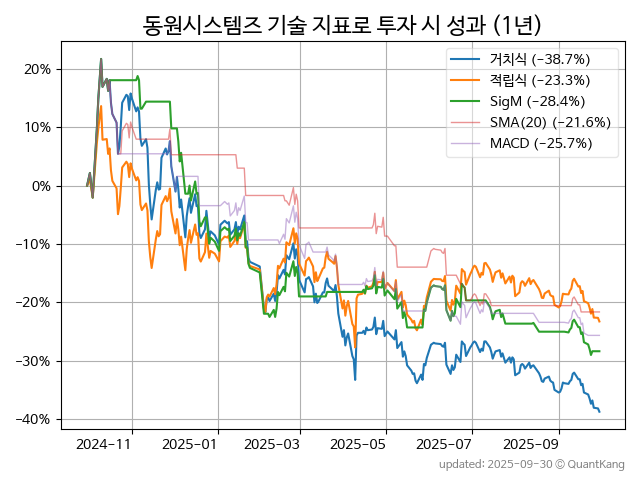 동원시스템즈 기술 지표로 투자 시 성과 (1년)
거치식 (−38.7%)
적립식 (−23.3%)
SigM (−28.4%)
SMA(20) (−21.6%)
MACD (−25.7%)
20%
10%
0%
−10%
−20%
−30%
−40%
2024-11
2025-01
2025-03
2025-05
2025-07
2025-09
updated: 2025-09-30 © QuantKang